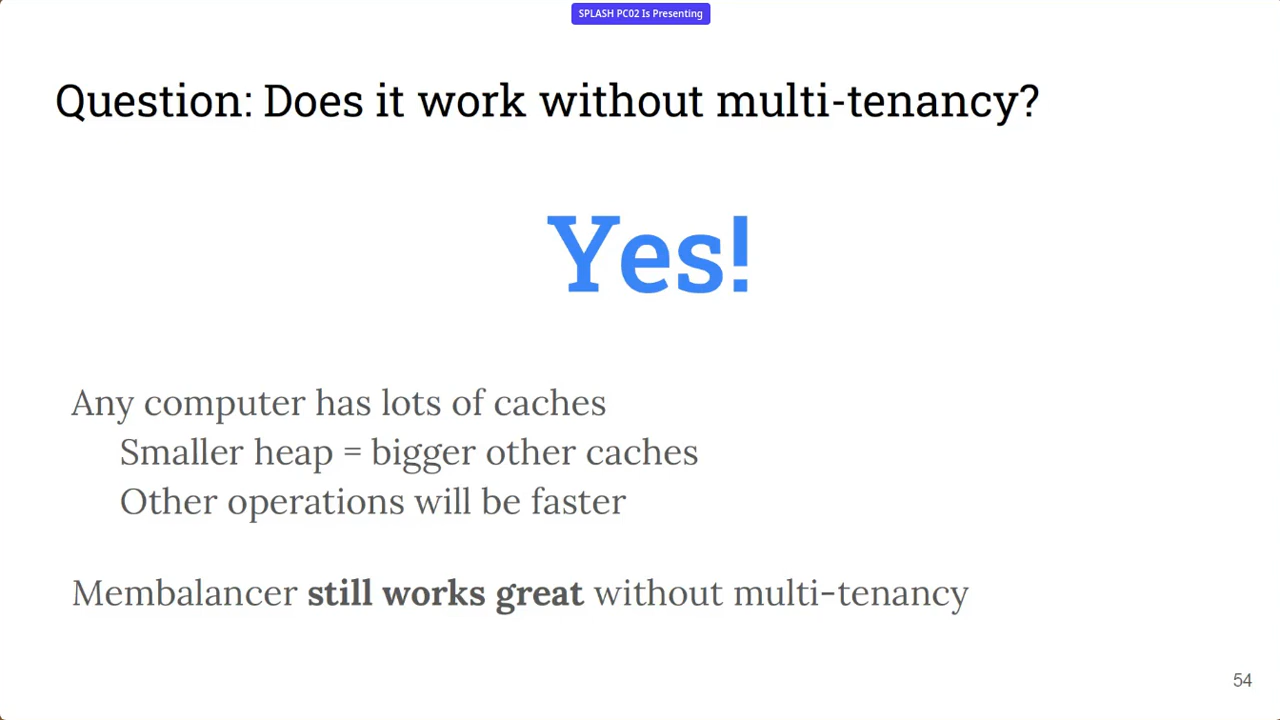 SPLASH PC02 Is Presenting
Question: Does it work without multi-tenancy?
Yes!
Any computer has lots of caches
Smaller heap = bigger other caches
Other operations will be faster
Membalancer still works great without multi-tenancy
54